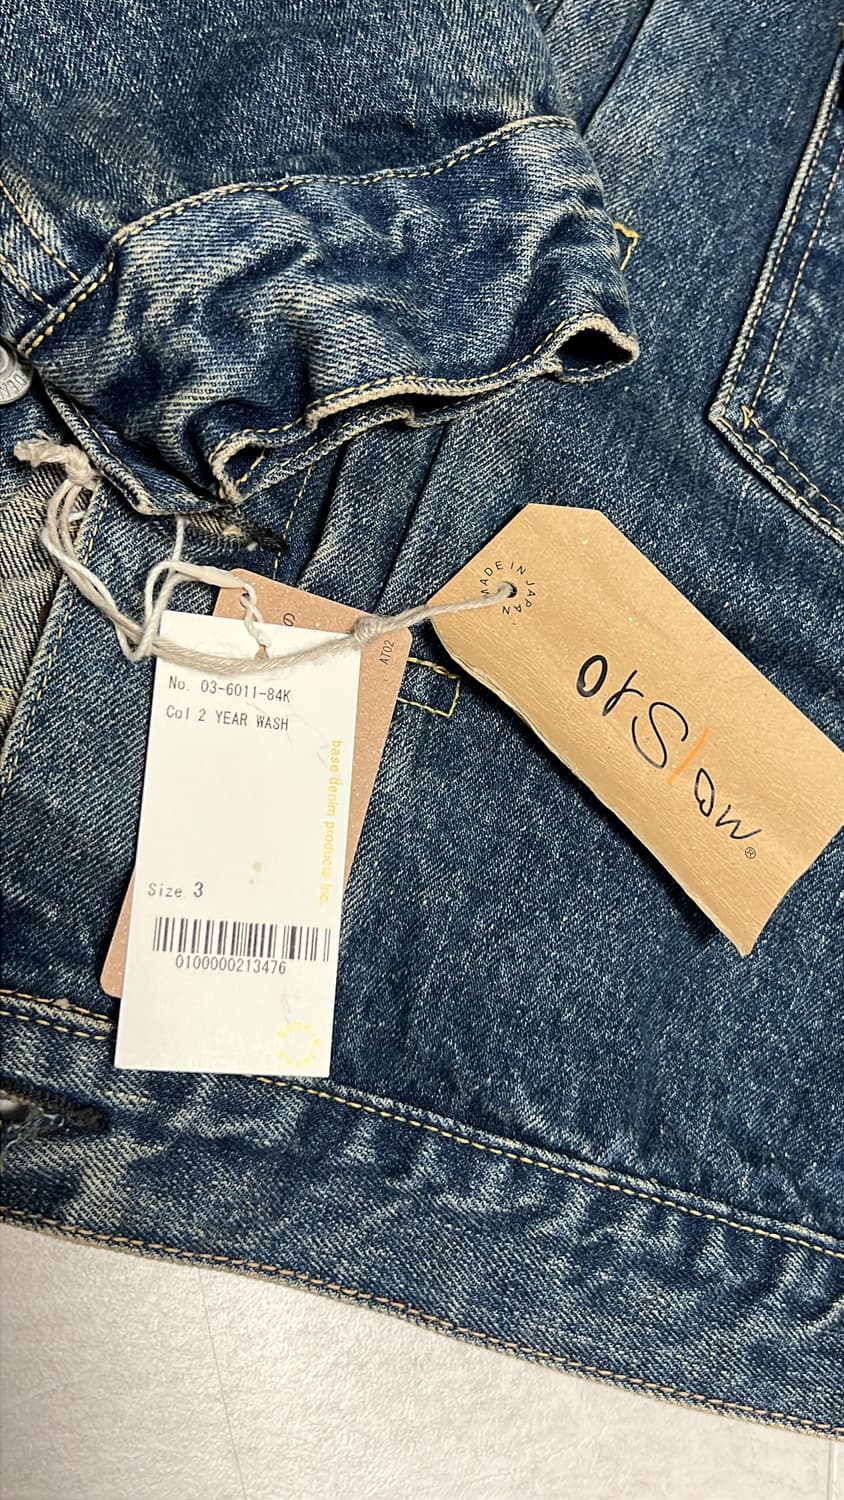 MADE IN JAPAN
orSlow®
AT02
No. 03-6011-84K
Col 2 YEAR WASH
base denim products Inc.
Size 3
0100000213476